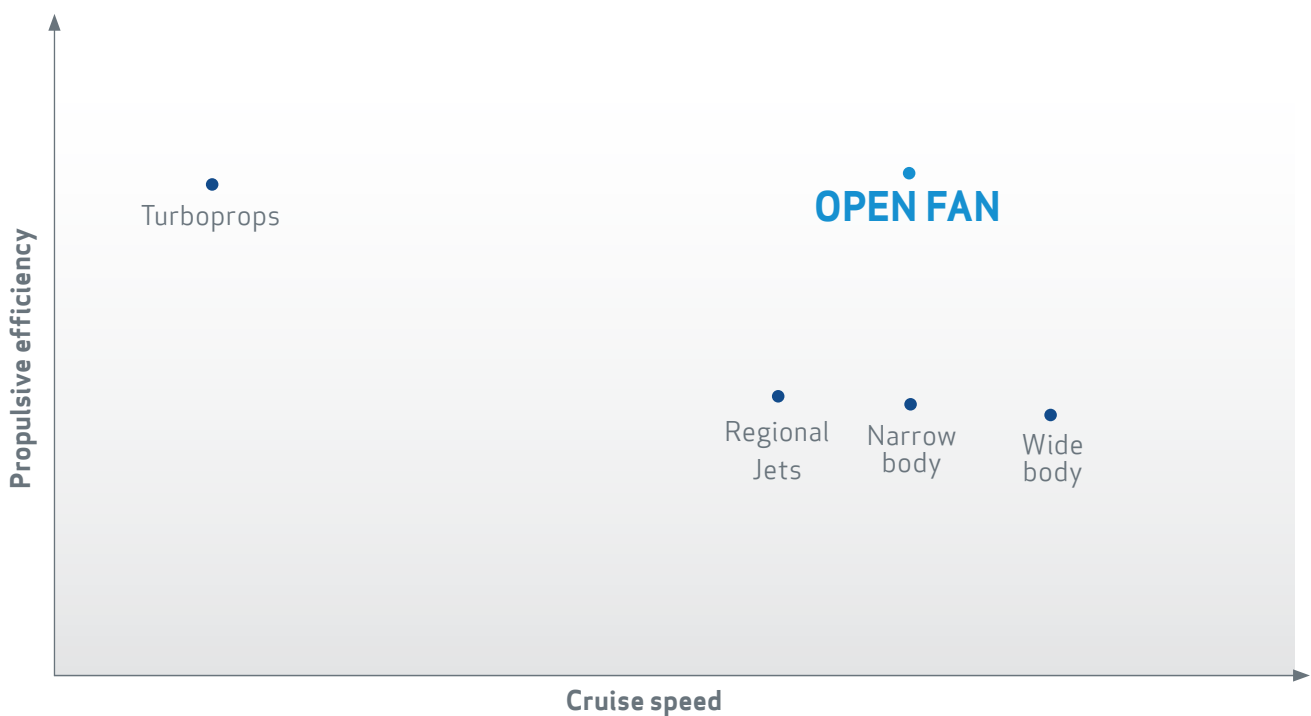 Propulsive efficiency
Turboprops
OPEN FAN
Regional
Jets
Narrow
body
Wide
body
Cruise speed